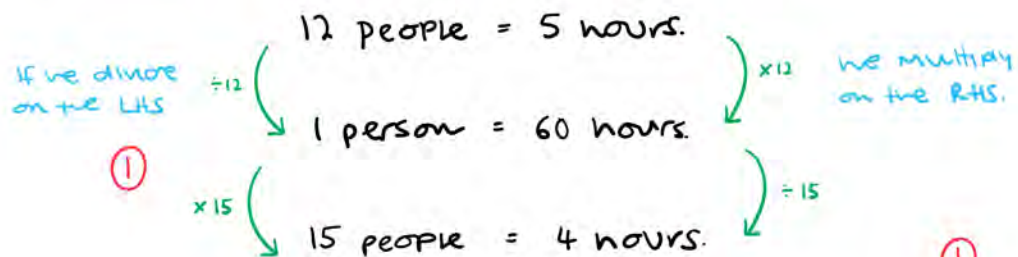 12 people = 5 hours.
If we divide
on the LHS
÷12
×12
we multiply
on the RHS.
1 person = 60 hours.
1
×15
÷15
15 people = 4 hours.
1